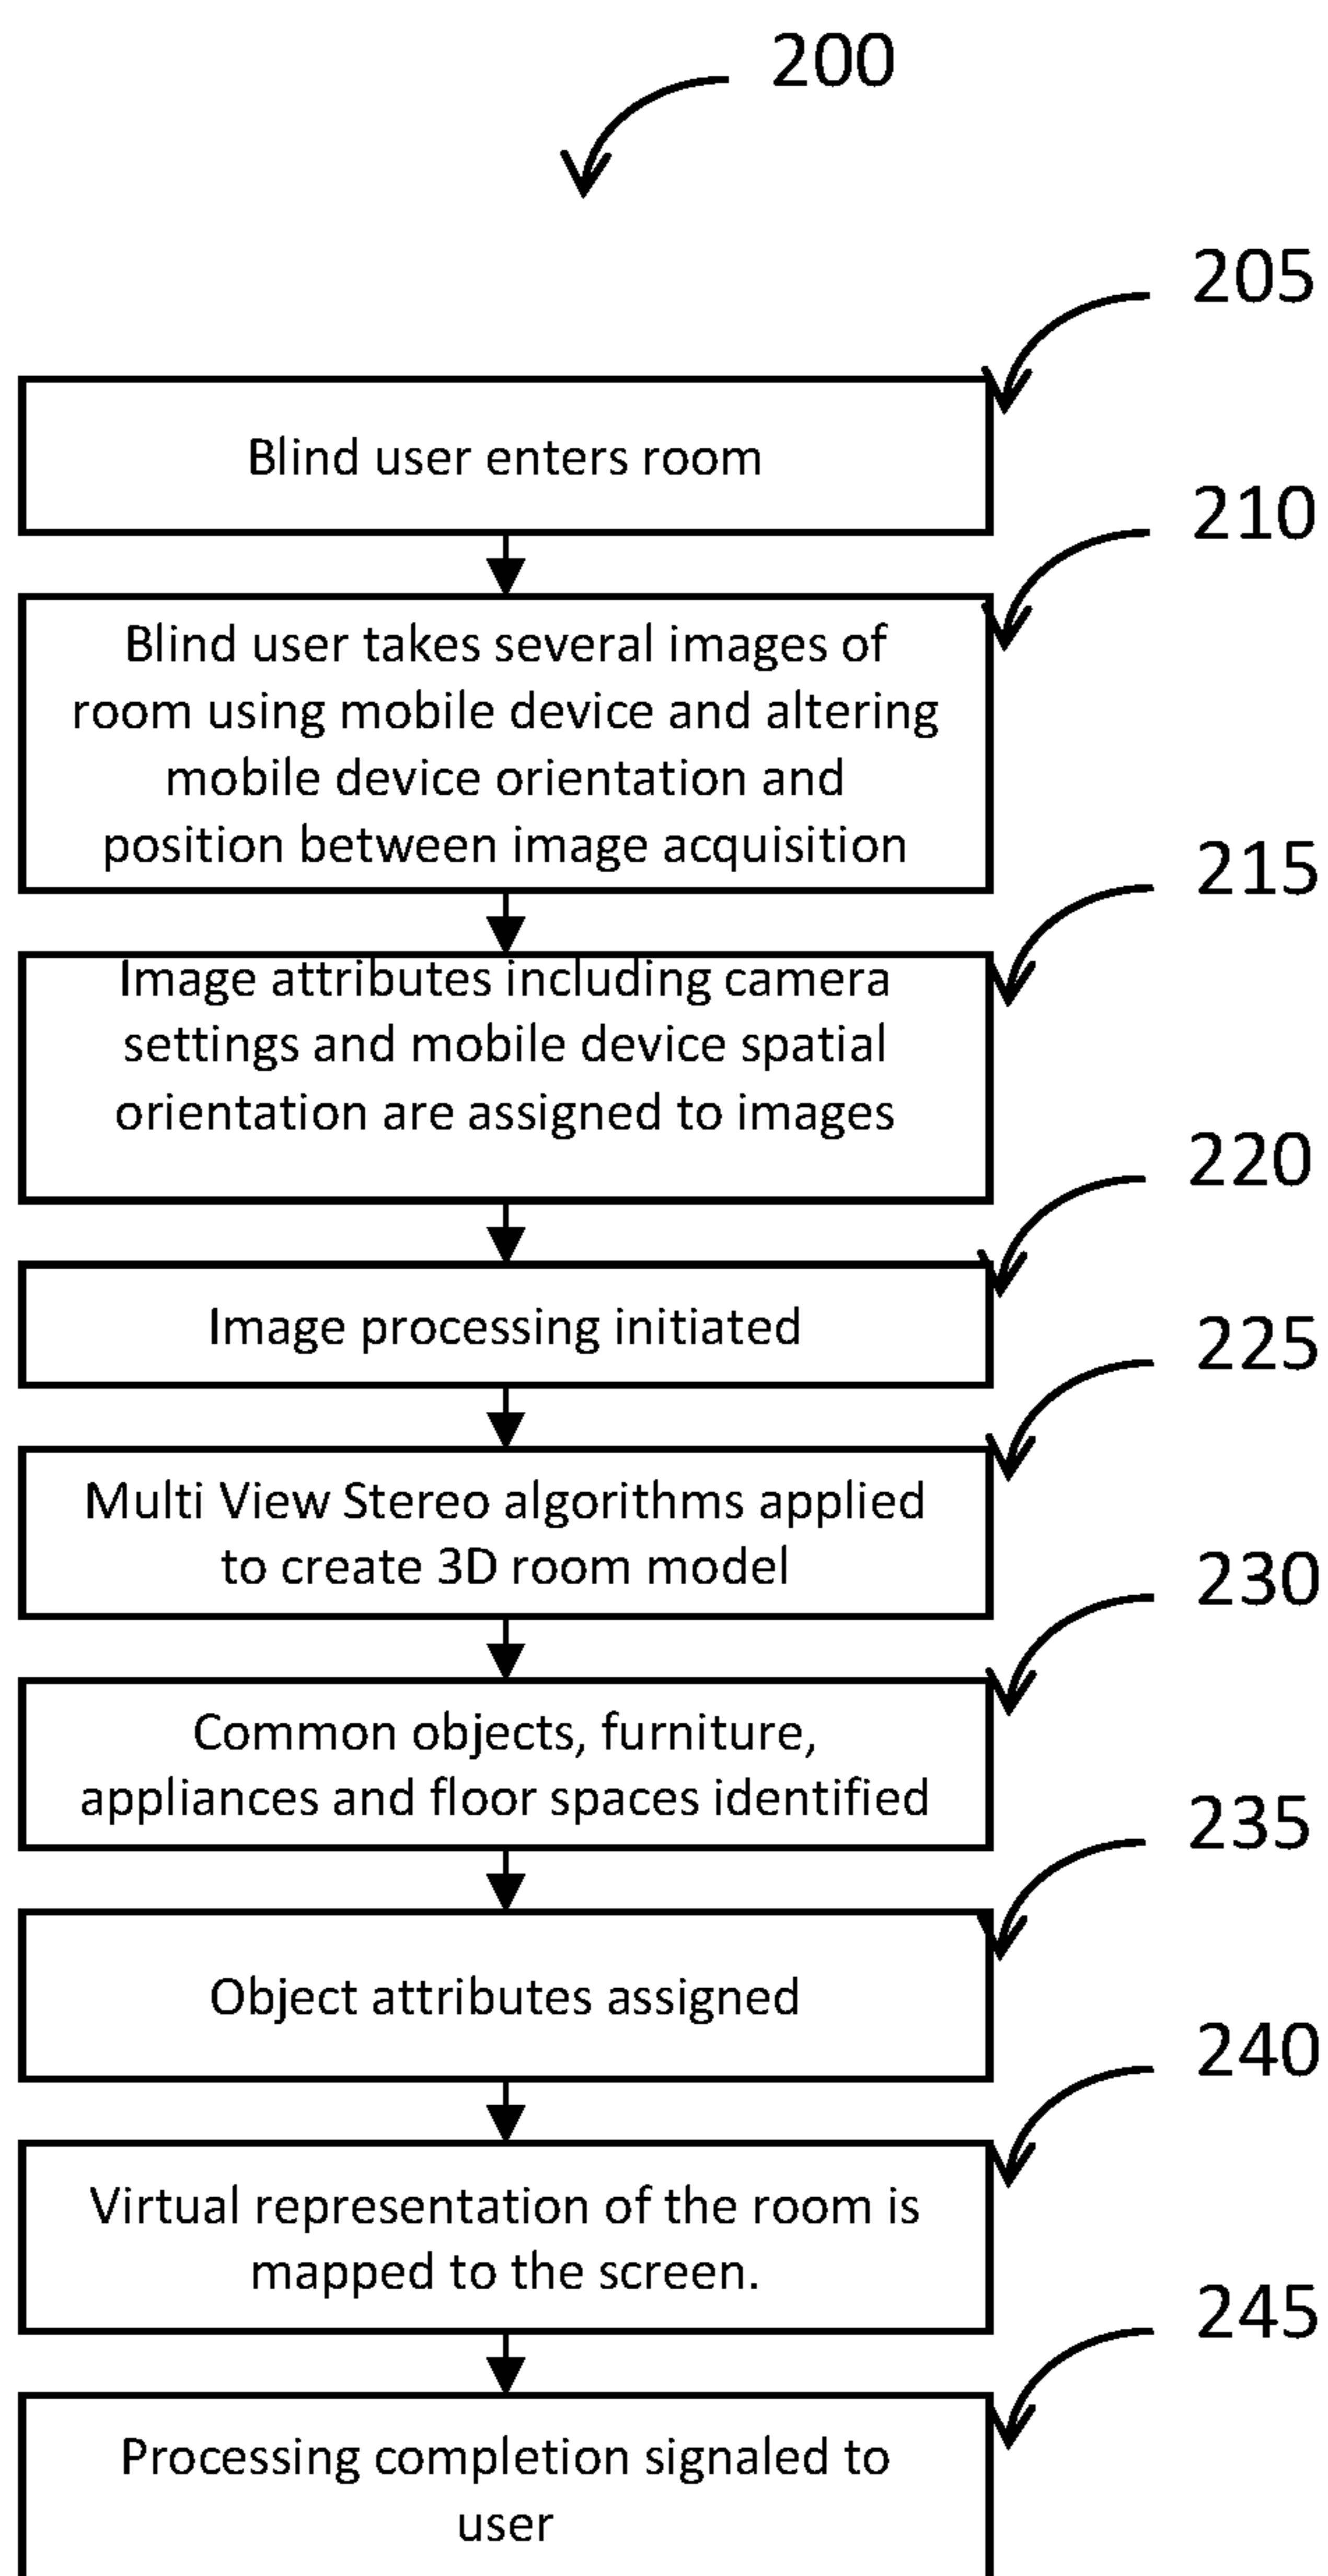 200
205
Blind user enters room
210
Blind user takes several images of
room using mobile device and altering
mobile device orientation and
position between image acquisition
215
Image attributes including camera
settings and mobile device spatial
orientation are assigned to images
220
Image processing initiated
225
Multi View Stereo algorithms applied
to create 3D room model
230
Common objects, furniture,
appliances and floor spaces identified
235
Object attributes assigned
240
Virtual representation of the room is
mapped to the screen.
245
Processing completion signaled to
user